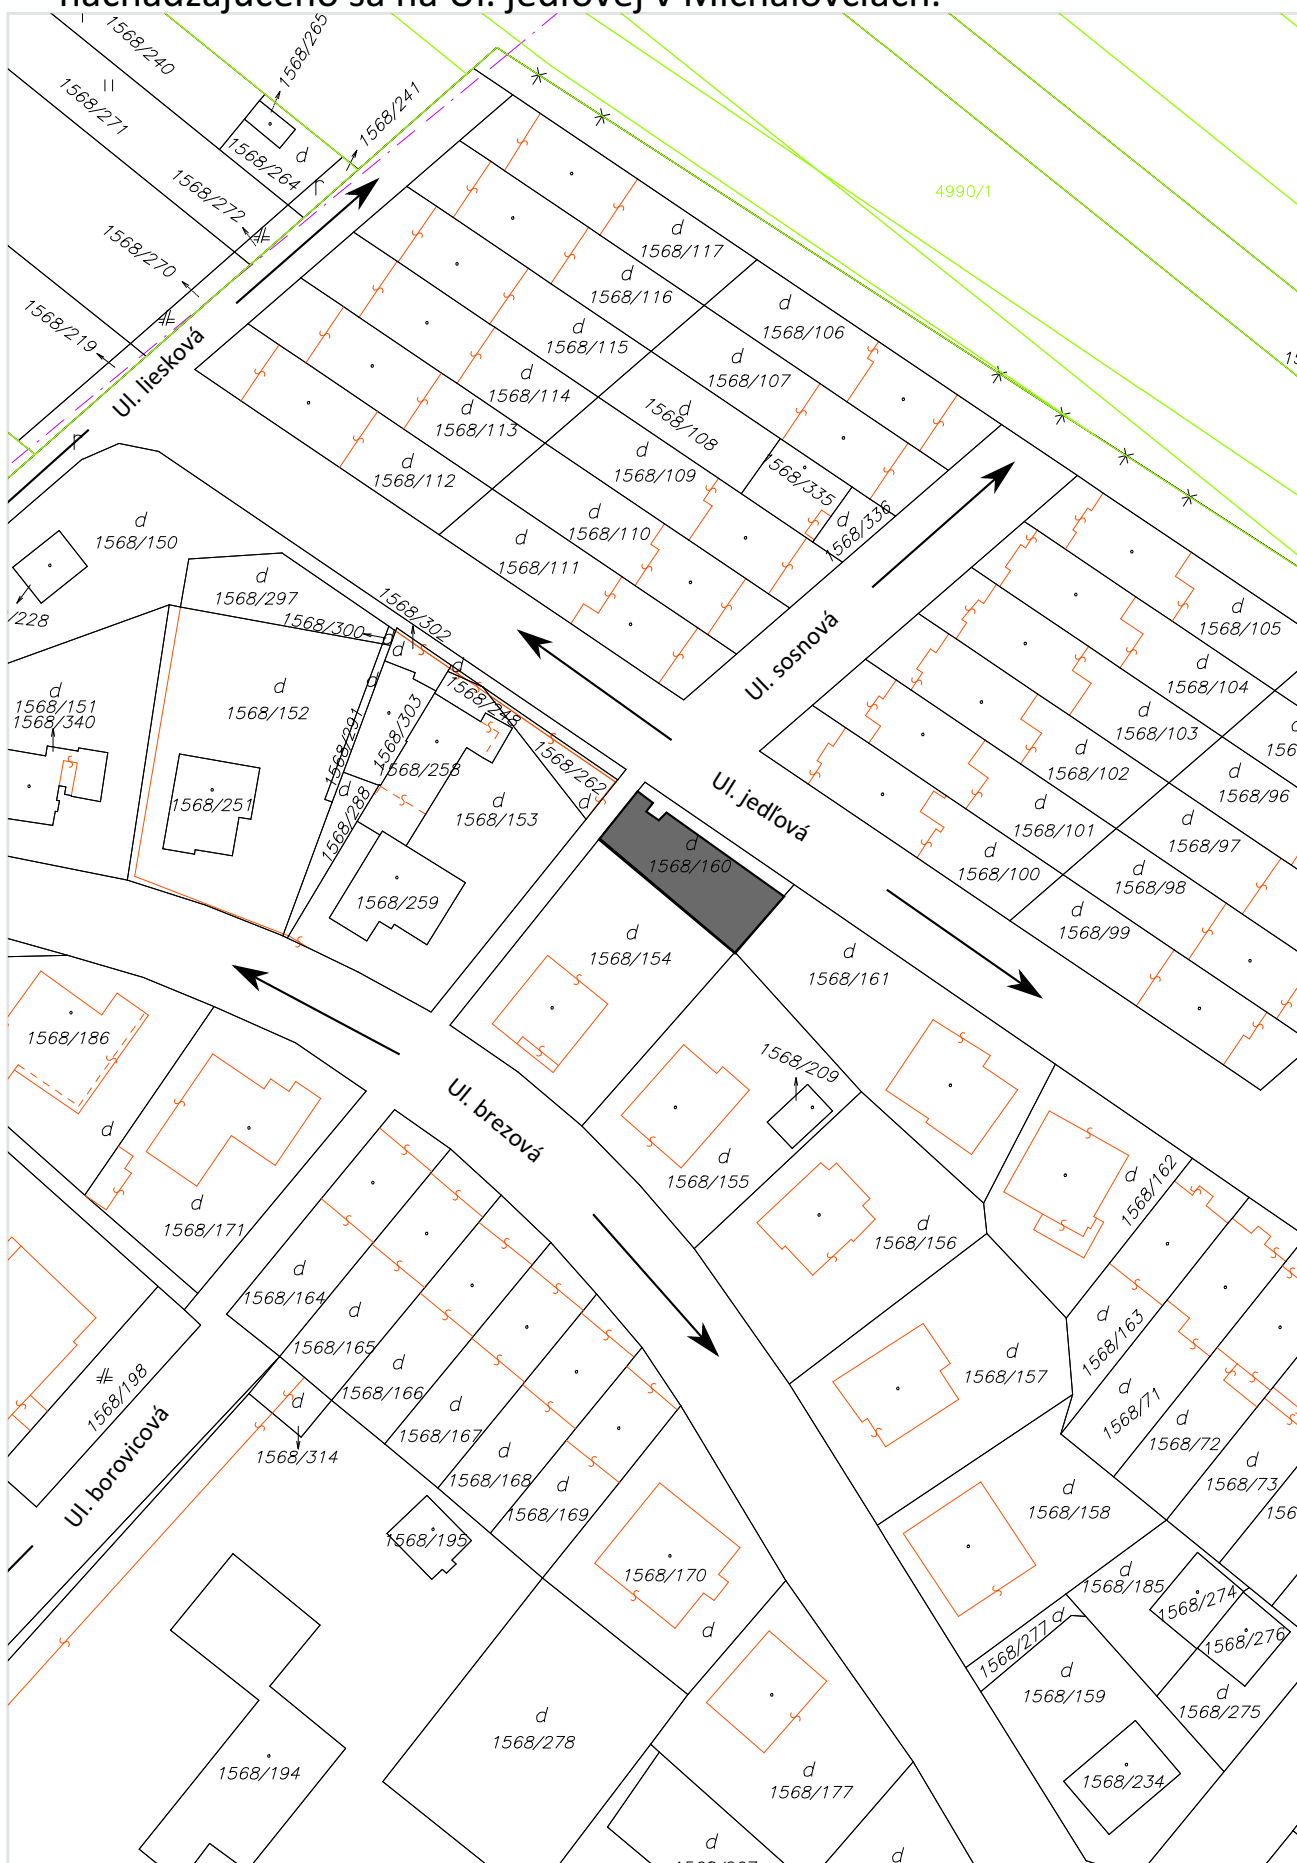 nachádzajúceho sa na Ul. jedľovej v Michalovciach.
1568/240
1568/265
1568/271
1568/241
d
1568/264
1568/272
4990/1
1568/270
d
1568/117
1568/219
d
1568/116
d
1568/106
Ul. liesková
d
1568/115
d
1568/107
d
1568/114
d
1568/108
d
1568/113
d
1568/109
1568/335
d
1568/112
d
1568/336
d
1568/110
d
1568/150
d
1568/111
d
1568/297
1568/302
1568/300
/228
d
1568/105
Ul. sosnová
d
1568/104
d
1568/151
1568/340
d
1568/152
d
d
d
1568/248
1568/303
1568/291
d
1568/103
1568/258
1568/262
d
d
1568/102
d
1568/96
1568/251
d
1568/288
d
1568/153
Ul. jedľová
d
1568/101
d
1568/97
d
1568/160
d
1568/100
d
1568/98
1568/259
d
1568/99
d
1568/154
d
1568/161
1568/186
1568/209
Ul. brezová
d
d
1568/155
d
1568/162
d
1568/171
d
1568/156
d
1568/164
d
1568/165
d
1568/163
d
1568/166
d
1568/157
1568/198
d
1568/71
d
1568/167
d
1568/72
d
1568/314
d
1568/168
d
1568/73
Ul. borovicová
d
1568/169
d
1568/158
1568/195
1568/170
d
d
1568/185
1568/274
1568/277
d
1568/276
d
1568/159
d
1568/275
d
1568/278
1568/194
d
1568/177
1568/234
d
d